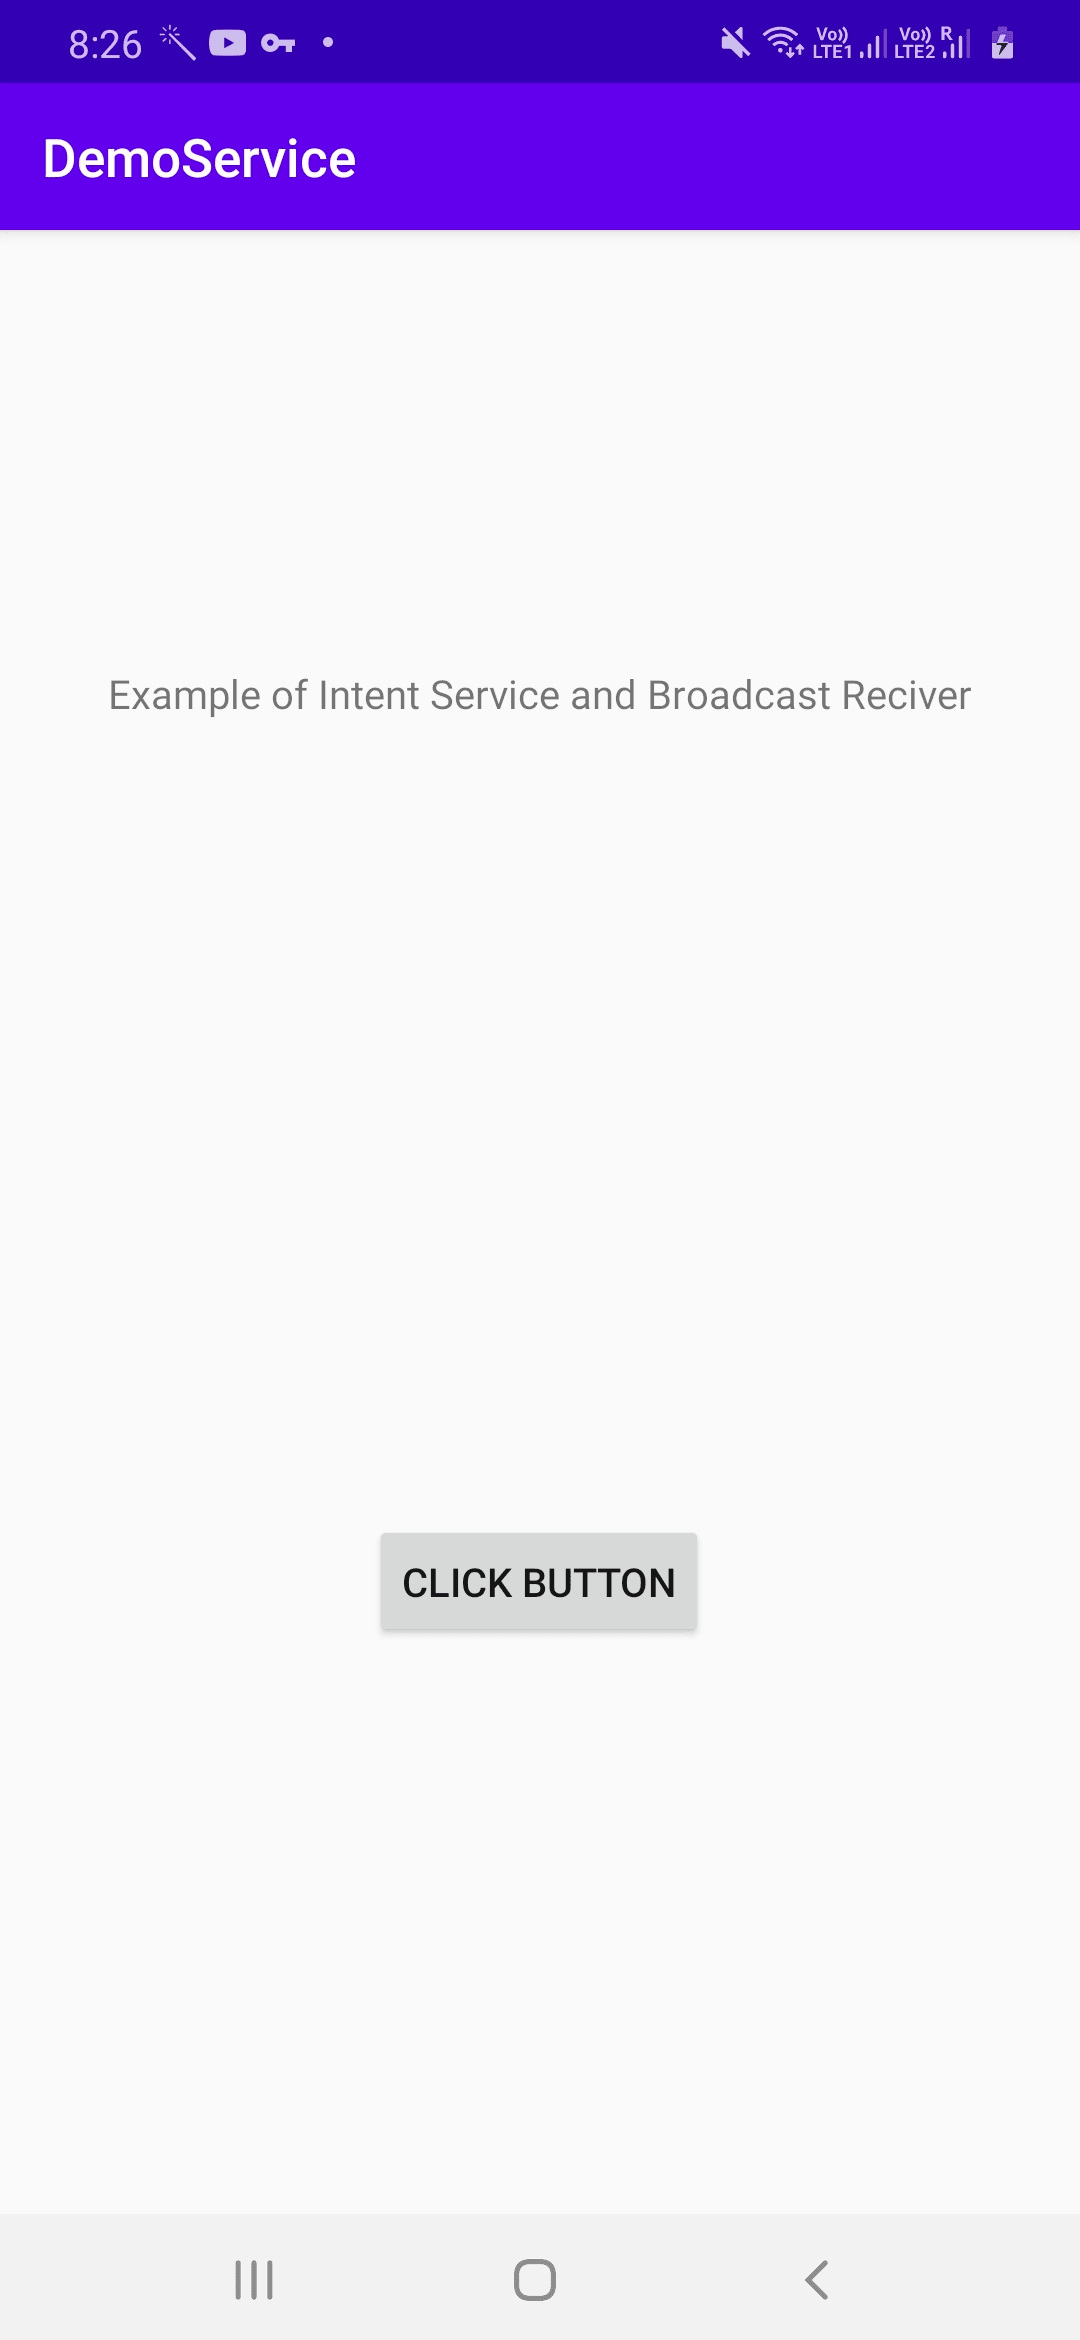 8:26 Vo)) LTE1 Vo)) R LTE2
DemoService
Example of Intent Service and Broadcast Reciver
CLICK BUTTON